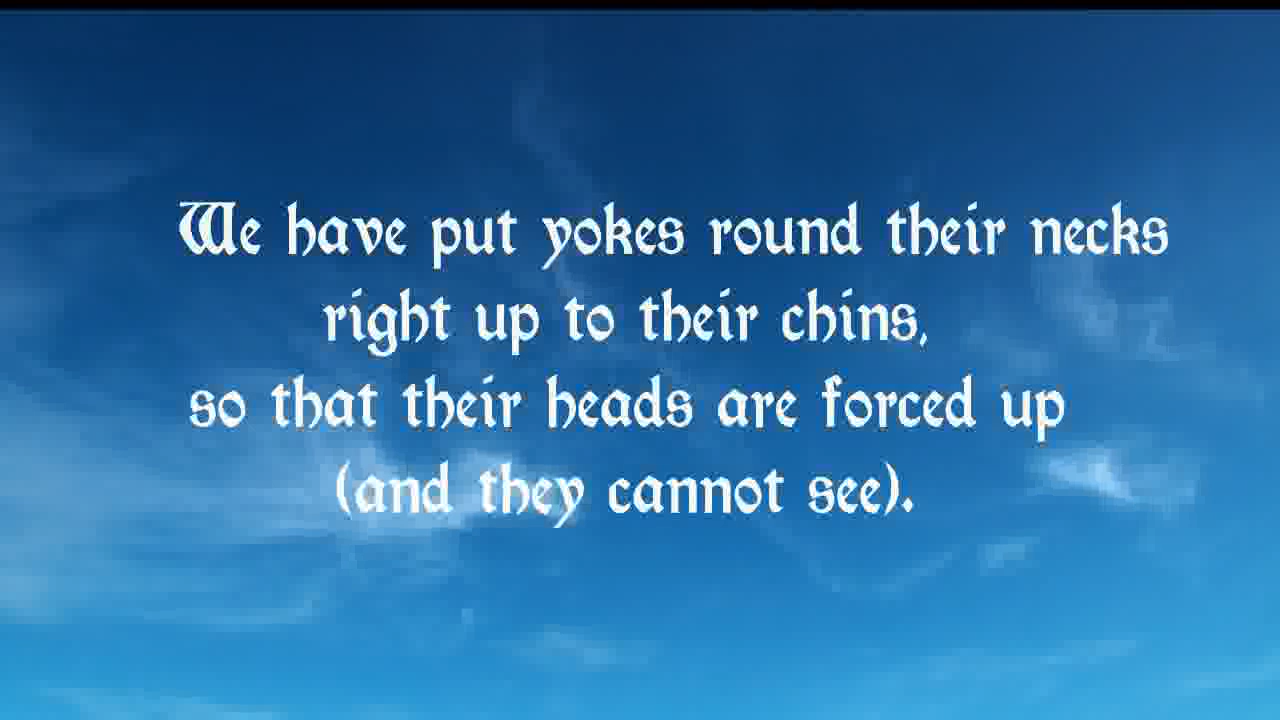 We have put yokes round their necks
right up to their chins,
so that their heads are forced up
(and they cannot see).